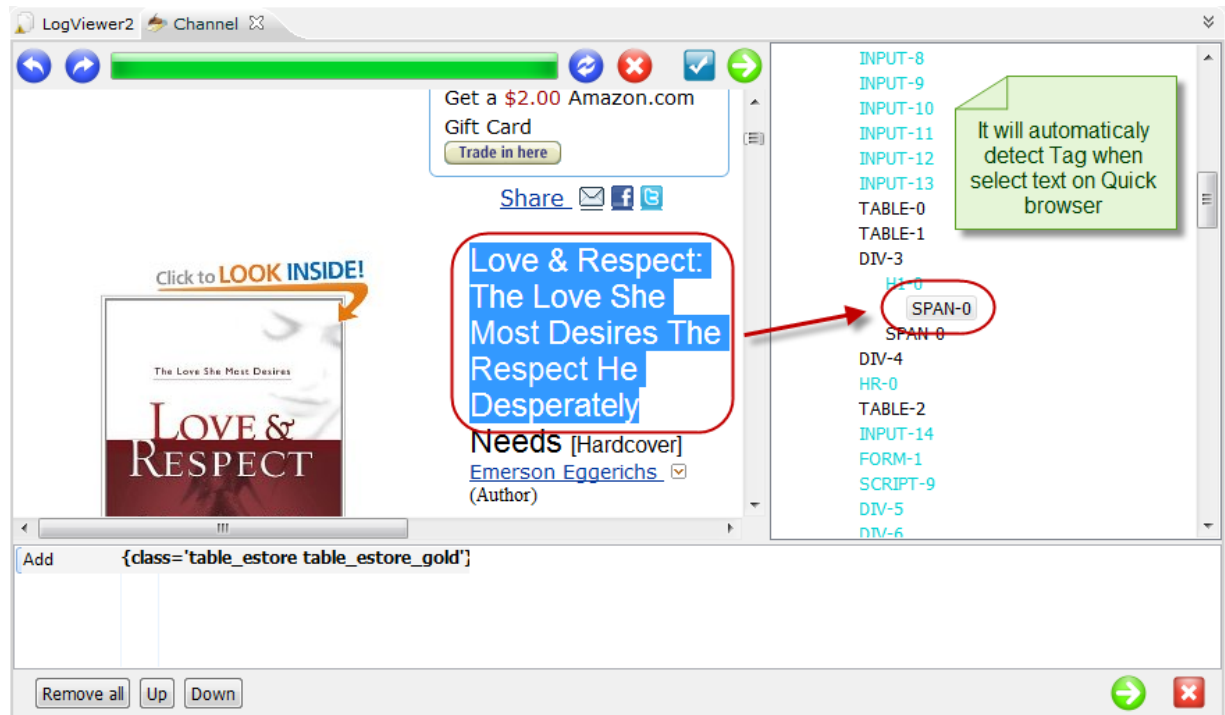 LogViewer2 Channel
Get a $2.00 Amazon.com
Gift Card
Trade in here
Share
Click to LOOK INSIDE!
The Love She Most Desires
LOVE &
RESPECT
Love & Respect:
The Love She
Most Desires The
Respect He
Desperately
Needs [Hardcover]
Emerson Eggerichs
(Author)
INPUT-8
INPUT-9
INPUT-10
INPUT-11
INPUT-12
INPUT-13
TABLE-0
TABLE-1
DIV-3
H1-0
SPAN-0
SPAN-0
DIV-4
HR-0
TABLE-2
INPUT-14
FORM-1
SCRIPT-9
DIV-5
DIV-6
It will automaticaly
detect Tag when
select text on Quick
browser
Add {class='table_estore table_estore_gold'}
Remove all Up Down